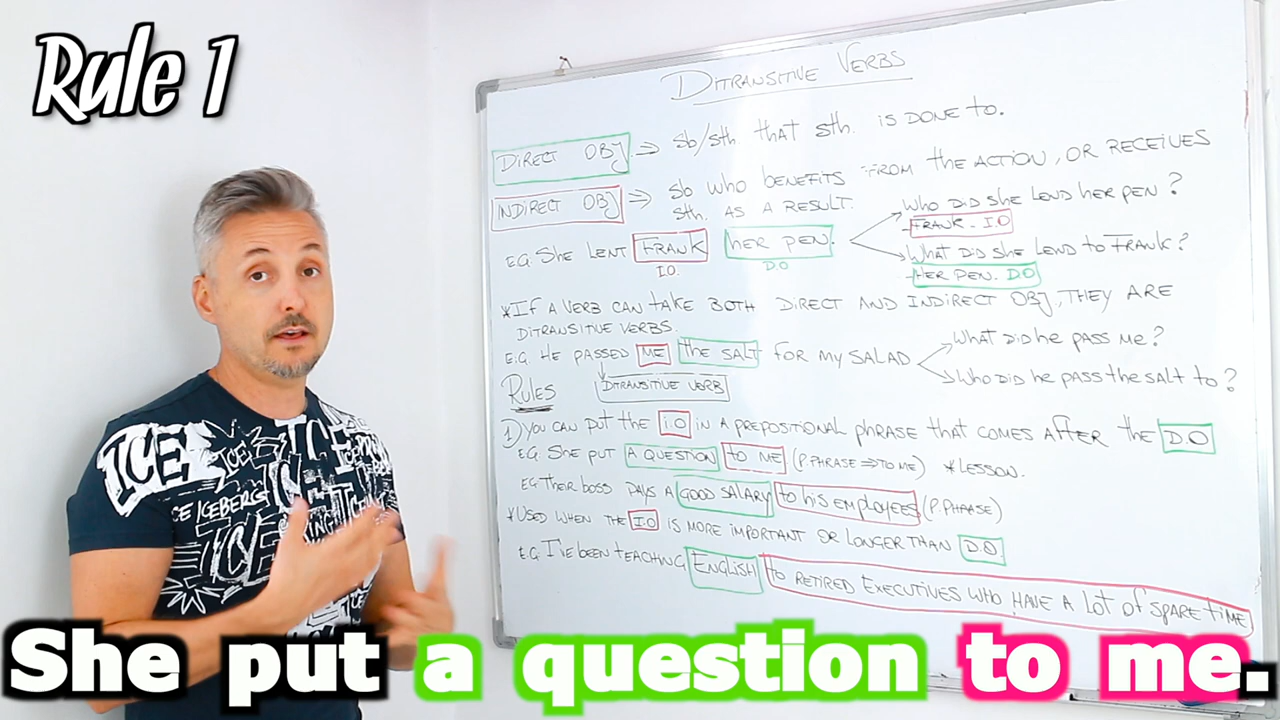 Rule 1
DITRANSITIVE VERBS
DIRECT OBJ => sb/sth. that sth. is DONE to.
INDIRECT OBJ => sb who benefits from the action, or receives
sth. as a result.
Who did she lend her pen?
- FRANK - I.O
E.G. She lent FRANK her pen.
I.O. D.O
What did she lend to Frank?
- HER PEN. D.O
*If a verb can take both direct and indirect obj, they are
ditransitive verbs.
E.G. He passed me the salt for my salad
What did he pass me?
Who did he pass the salt to?
Ditransitive verb
Rules
1) You can put the I.O in a prepositional phrase that comes after the D.O
E.G. She put a question to me (P.PHRASE => TO ME) *LESSON.
E.G. Their boss pays a good salary to his employees (P.PHRASE)
*Used when the I.O is more important or longer than D.O
E.G. I've been teaching English to retired executives who have a lot of spare time
ICE
ICE
ICE ICEBERG
She put a question to me.